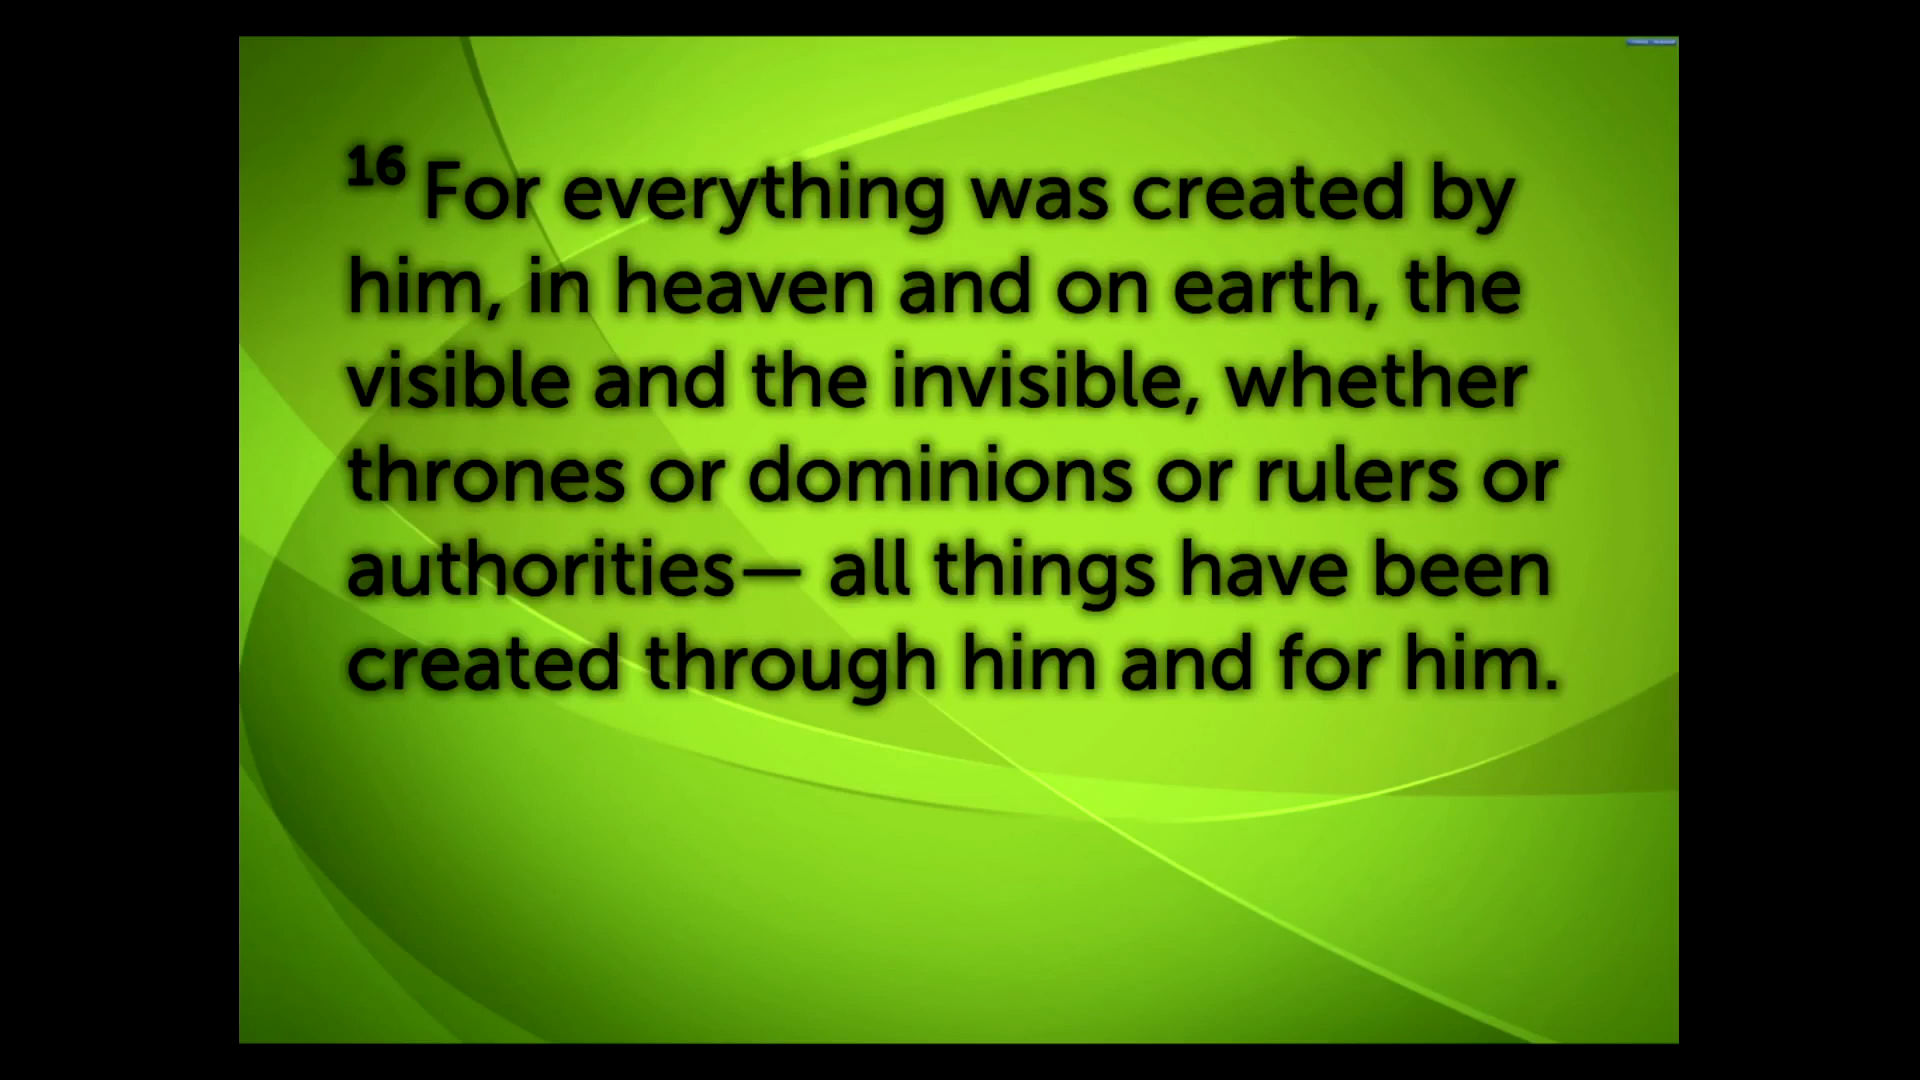 16 For everything was created by
him, in heaven and on earth, the
visible and the invisible, whether
thrones or dominions or rulers or
authorities— all things have been
created through him and for him.